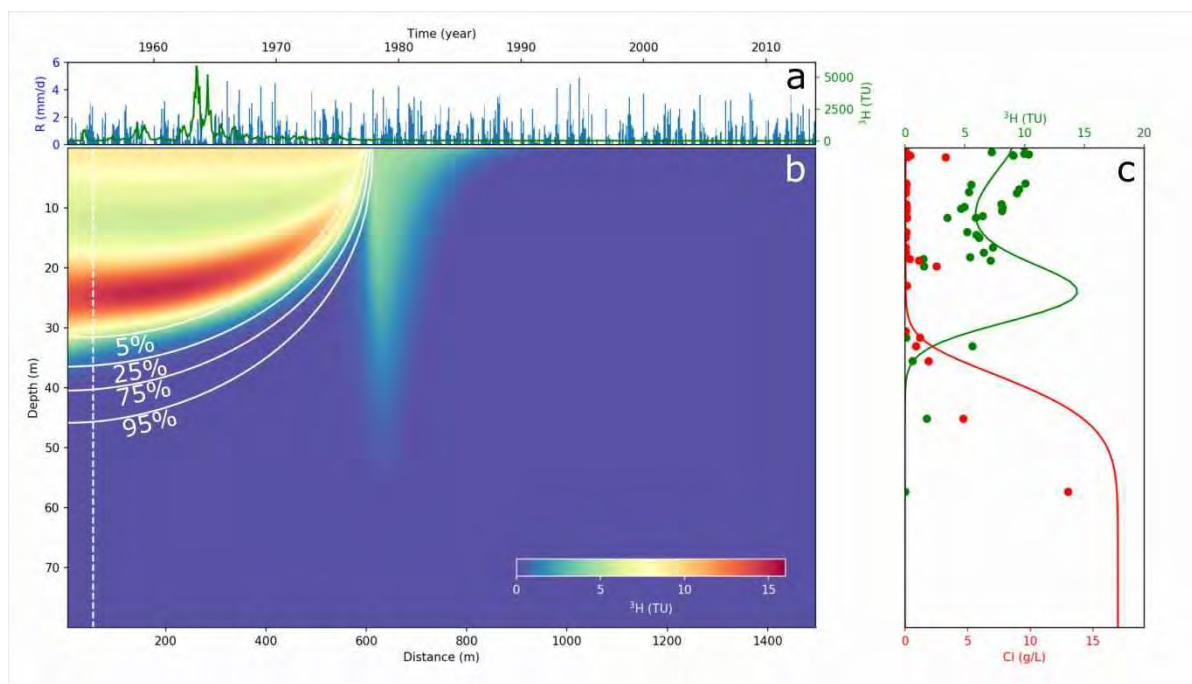 Time (year)
1960 1970 1980 1990 2000 2010
R (mm/d)
6
4
2
0
a
5000
2500
0
³H (TU)
b
Depth (m)
10
20
30
40
50
60
70
5%
25%
75%
95%
0 5 10 15
³H (TU)
200 400 600 800 1000 1200 1400
Distance (m)
³H (TU)
0 5 10 15 20
c
0 5 10 15
Cl (g/L)